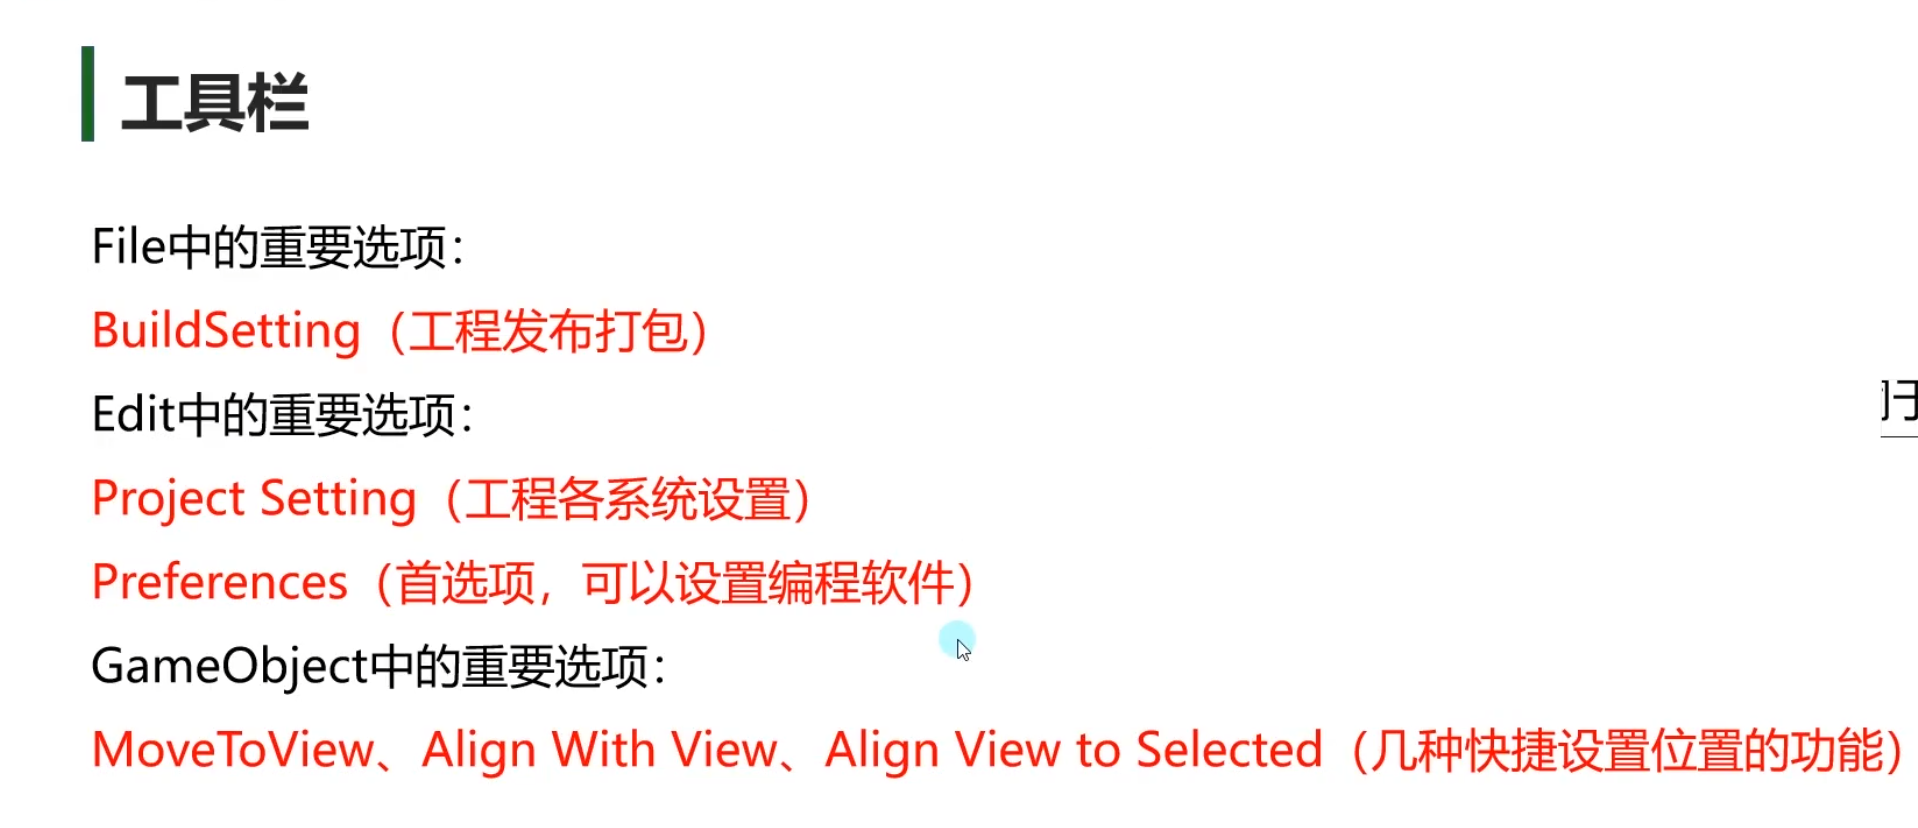 工具栏
File中的重要选项：
BuildSetting（工程发布打包）
Edit中的重要选项：
Project Setting（工程各系统设置）
Preferences（首选项，可以设置编程软件）
GameObject中的重要选项：
MoveToView、Align With View、Align View to Selected（几种快捷设置位置的功能）